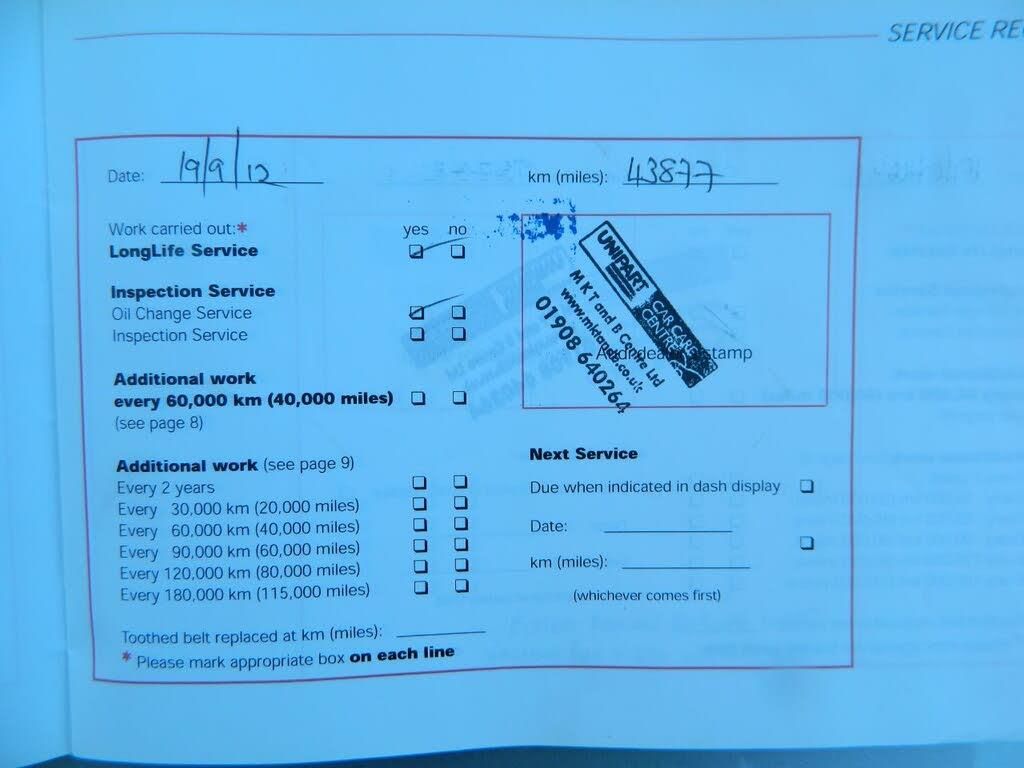 SERVICE RE
Date: 19/9/12
km (miles): 43877
Work carried out:* yes no
LongLife Service
Inspection Service
Oil Change Service
Inspection Service
Additional work
every 60,000 km (40,000 miles)
(see page 8)
Additional work (see page 9)
Every 2 years
Every 30,000 km (20,000 miles)
Every 60,000 km (40,000 miles)
Every 90,000 km (60,000 miles)
Every 120,000 km (80,000 miles)
Every 180,000 km (115,000 miles)
Toothed belt replaced at km (miles):
* Please mark appropriate box on each line
UNIPART
CAR CARE
CENTRE
M K T and B Centre Ltd
www.mktandb.co.uk
01908 640264
stamp
Next Service
Due when indicated in dash display
Date:
km (miles):
(whichever comes first)